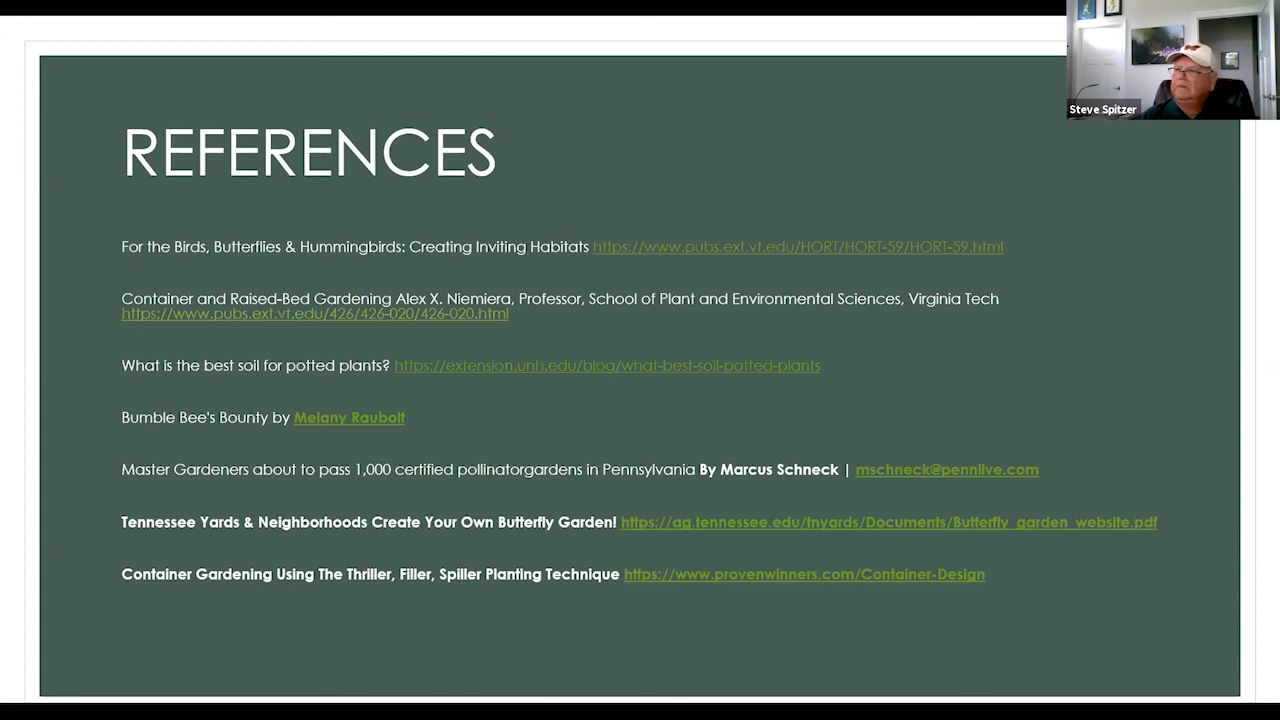 Steve Spitzer
REFERENCES
For the Birds, Butterflies & Hummingbirds: Creating Inviting Habitats https://www.pubs.ext.vt.edu/HORT/HORT-59/HORT-59.html
Container and Raised-Bed Gardening Alex X. Niemiera, Professor, School of Plant and Environmental Sciences, Virginia Tech
https://www.pubs.ext.vt.edu/426/426-020/426-020.html
What is the best soil for potted plants? https://extension.unh.edu/blog/what-best-soil-potted-plants
Bumble Bee's Bounty by Melany Raubolt
Master Gardeners about to pass 1,000 certified pollinatorgardens in Pennsylvania By Marcus Schneck | mschneck@pennlive.com
Tennessee Yards & Neighborhoods Create Your Own Butterfly Garden! https://ag.tennessee.edu/tnyards/Documents/Butterfly_garden_website.pdf
Container Gardening Using The Thriller, Filler, Spiller Planting Technique https://www.provenwinners.com/Container-Design